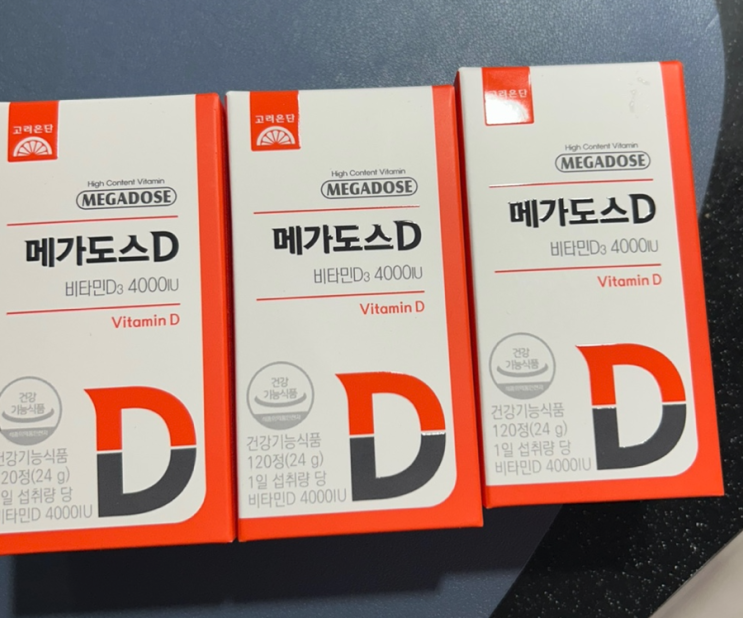 고려은단
High Content Vitamin
MEGADOSE
메가도스D
비타민D3 4000IU
Vitamin D
건강
기능식품
D
건강기능식품
120정(24 g)
1일 섭취량 당
비타민D 4000IU
고려은단
High Content Vitamin
MEGADOSE
메가도스D
비타민D3 4000IU
Vitamin D
건강
기능식품
D
건강기능식품
120정(24 g)
1일 섭취량 당
비타민D 4000IU
고려은단
High Content Vitamin
MEGADOSE
메가도스D
비타민D3 4000IU
Vitamin D
건강
기능식품
D
건강기능식품
120정(24 g)
1일 섭취량 당
비타민D 4000IU